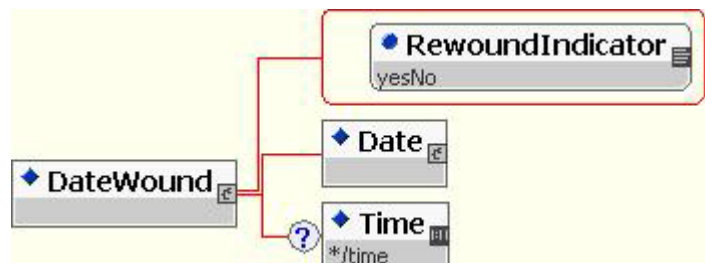 RewoundIndicator
yesNo
Date
DateWound
?
Time
*/time